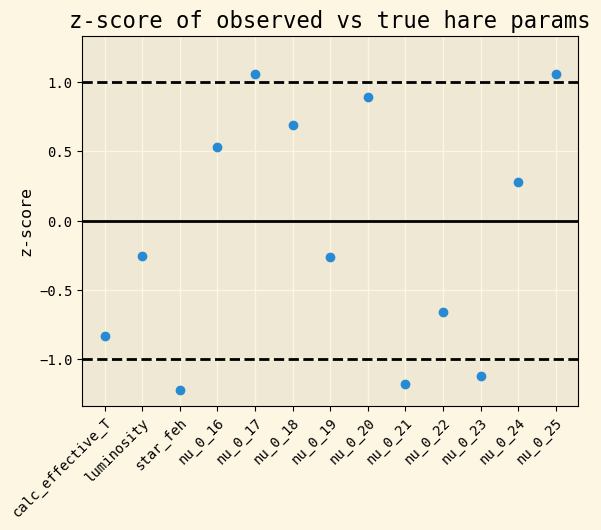 z-score of observed vs true hare params
z-score
1.0
0.5
0.0
−0.5
−1.0
calc_effective_T
luminosity
star_feh
nu_0_16
nu_0_17
nu_0_18
nu_0_19
nu_0_20
nu_0_21
nu_0_22
nu_0_23
nu_0_24
nu_0_25